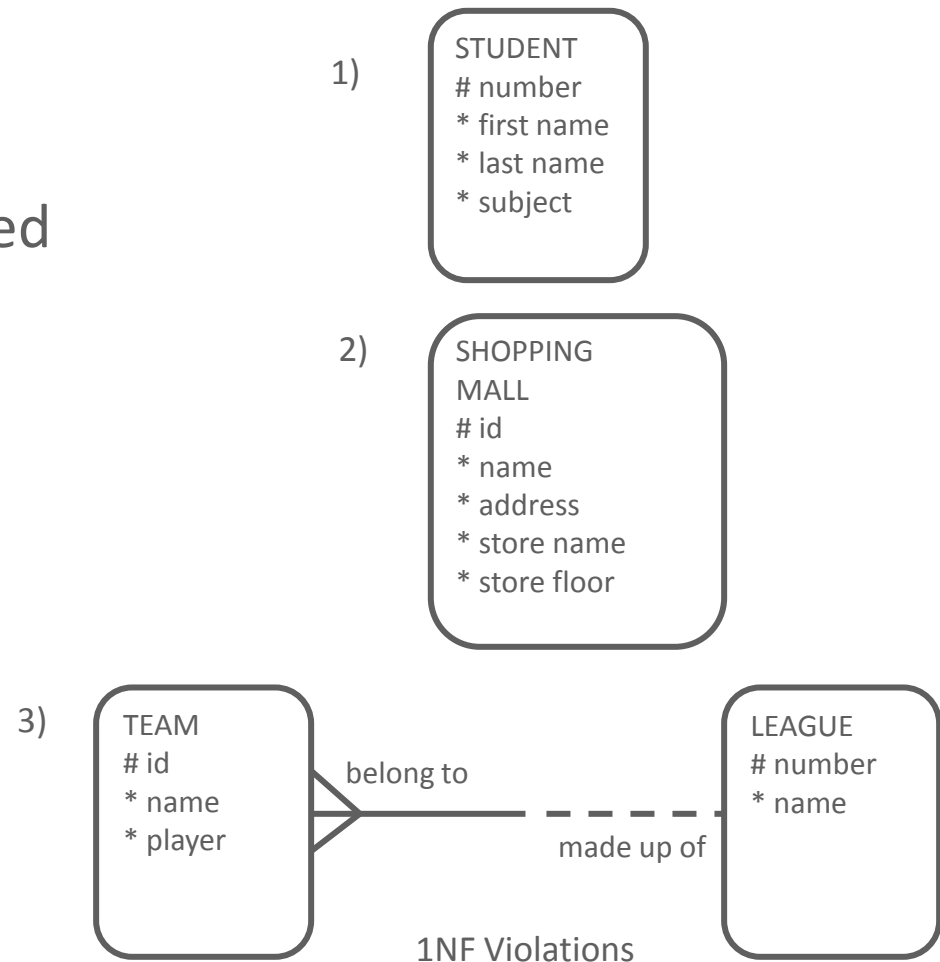 1)
STUDENT
# number
* first name
* last name
* subject
ed
2)
SHOPPING
MALL
# id
* name
* address
* store name
* store floor
3)
TEAM
# id
* name
* player
belong to
made up of
LEAGUE
# number
* name
1NF Violations